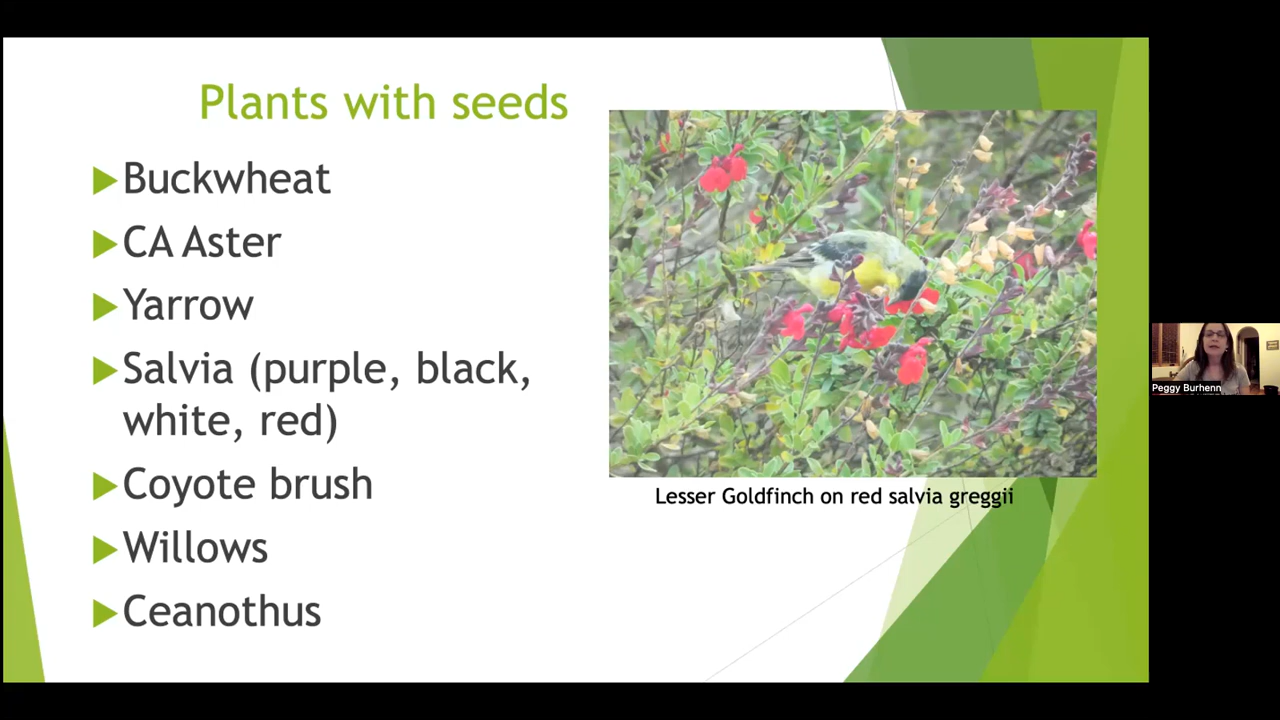 Plants with seeds
Buckwheat
CA Aster
Yarrow
Salvia (purple, black,
white, red)
Coyote brush
Willows
Ceanothus
Lesser Goldfinch on red salvia greggii
Peggy Burhenn